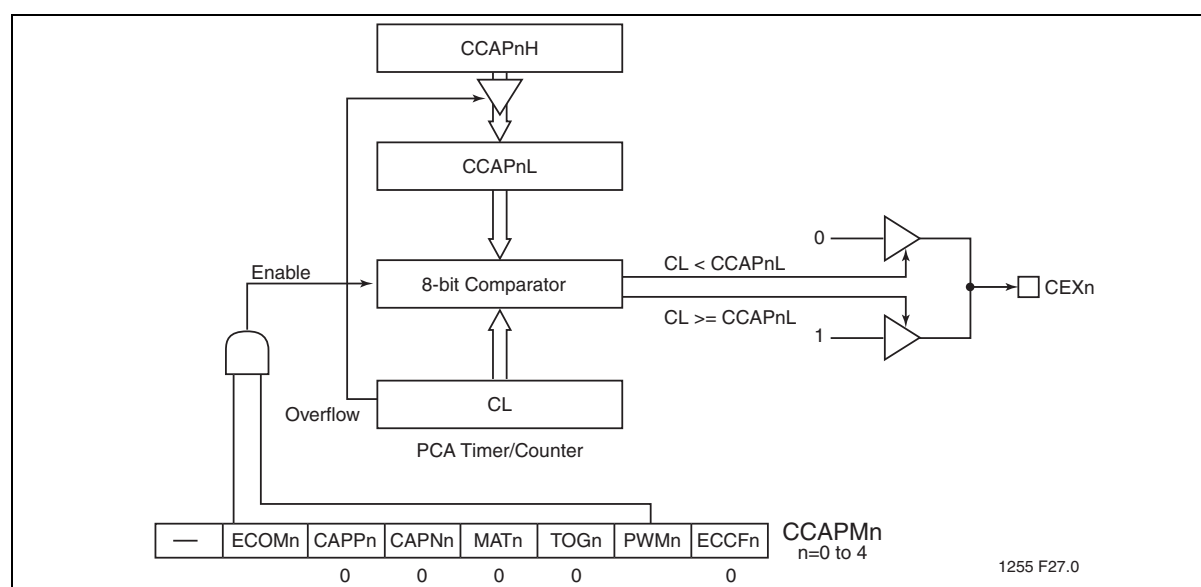 CCAPnH
CCAPnL
Enable
8-bit Comparator
CL < CCAPnL
CL >= CCAPnL
0
1
CEXn
Overflow
CL
PCA Timer/Counter
— ECOMn CAPPn CAPNn MATn TOGn PWMn ECCFn
CCAPMn
n=0 to 4
0 0 0 0 0
1255 F27.0